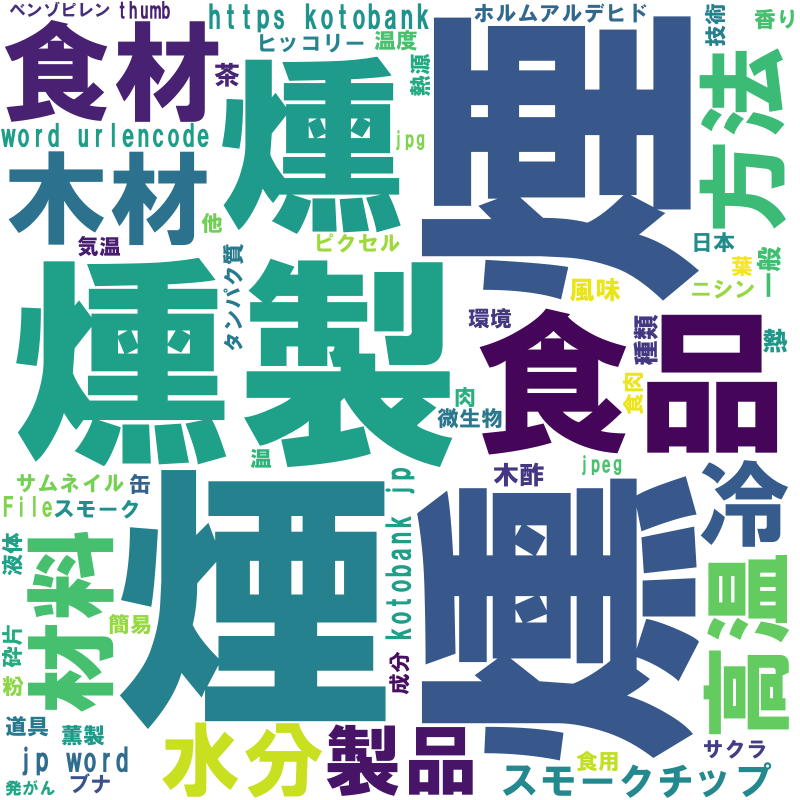 ベンゾピレン
thumb
https kotobank
ホルムアルデヒド
技術
香り
食材
茶
ヒッコリー
温度
熱源
燻
燻煙
方法
word urlencode
jpg
木材
他
気温
ピクセル
日本
葉
一般
ニシン
タンパク質
風味
燻製
環境
種類
熱
食品
食肉
肉
微生物
温
木酢
jpeg
サムネイル
缶
File
スモーク
kotobank jp
冷
煙
液体
材料
簡易
高温
砕片
粉
成分
道具
薫製
水分
製品
食用
サクラ
jp word
ブナ
スモークチップ
発がん